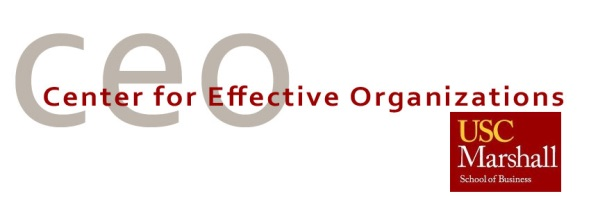 ceo
Center for Effective Organizations
USC
Marshall
School of Business